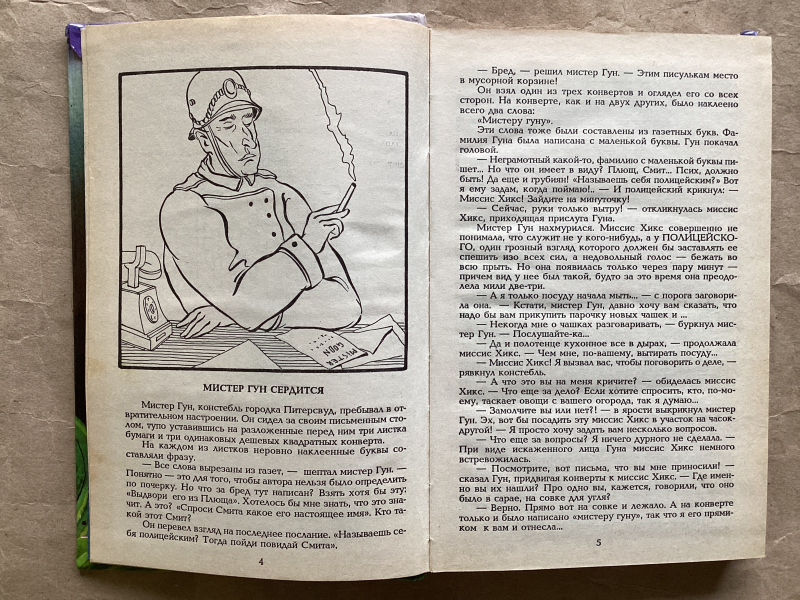 MISTER
GOON
МИСТЕР ГУН СЕРДИТСЯ
Мистер Гун, констебль городка Питерсвуд, пребывал в от-
вратительном настроении. Он сидел за своим письменным сто-
лом, тупо уставившись на разложенные перед ним три листка
бумаги и три одинаковых дешевых квадратных конверта.
На каждом из листков неровно наклеенные буквы со-
ставляли фразу.
— Все слова вырезаны из газет, — шептал мистер Гун. —
Понятно — это для того, чтобы автора нельзя было определить
по почерку. Но что за бред тут написан? Взять хотя бы эту:
«Выдвори его из Плюща». Хотелось бы мне знать, что это зна-
чит. А это? «Спроси Смита какое его настоящее имя». Кто та-
кой этот Смит?
Он перевел взгляд на последнее послание. «Называешь се-
бя полицейским? Тогда пойди повидай Смита».
4
— Бред, — решил мистер Гун. — Этим писулькам место
в мусорной корзине!
Он взял один из трех конвертов и оглядел его со всех
сторон. На конверте, как и на двух других, было наклеено
всего два слова:
«Мистеру гуну».
Эти слова тоже были составлены из газетных букв. Фа-
милия Гуна была написана с маленькой буквы. Гун покачал
головой.
— Неграмотный какой-то, фамилию с маленькой буквы пи-
шет... Но что он имеет в виду? Плющ, Смит... Псих, должно
быть! Да еще и грубиян! «Называешь себя полицейским?» Вот
я ему задам, когда поймаю!.. — И полицейский крикнул: —
Миссис Хикс! Зайдите на минуточку!
— Сейчас, руки только вытру! — откликнулась миссис
Хикс, приходящая прислуга Гуна.
Мистер Гун нахмурился. Миссис Хикс совершенно не
понимала, что служит не у кого-нибудь, а у ПОЛИЦЕЙСКО-
ГО, один грозный взгляд которого должен бы заставлять ее
спешить изо всех сил, а недовольный голос — бежать во
всю прыть. Но она появилась только через пару минут —
причем вид у нее был такой, будто за это время она преодо-
лела мили две-три.
— А я только посуду начала мыть... — с порога заговори-
ла она. — Кстати, мистер Гун, давно хочу вам сказать, что
надо бы вам прикупить парочку новых чашек и ...
— Некогда мне о чашках разговаривать, — буркнул мис-
тер Гун. — Послушайте-ка...
— Да и полотенце кухонное все в дырах, — продолжала
миссис Хикс. — Чем мне, по-вашему, вытирать посуду...
— Миссис Хикс! Я вызвал вас, чтобы поговорить о деле, —
рявкнул констебль.
— А что это вы на меня кричите? — обиделась миссис
Хикс. — Что еще за дело? Если хотите спросить, кто, по-мо-
ему, таскает овощи с вашего огорода, так я думаю...
— Замолчите вы или нет?! — в ярости выкрикнул мистер
Гун. Эх, вот бы посадить эту миссис Хикс в участок на часок-
другой! — Я просто хочу задать вам несколько вопросов.
— Что еще за вопросы? Я ничего дурного не сделала. —
При виде искаженного лица Гуна миссис Хикс немного
встревожилась.
— Посмотрите, вот письма, что вы мне приносили! —
сказал Гун, придвигая конверты к миссис Хикс. — Где имен-
но вы их нашли? Про одно вы, кажется, говорили, что оно
было в сарае, на совке для угля?
— Верно. Прямо вот на совке и лежало. А на конверте
только и было написано «мистеру гуну», так что я его прями-
ком к вам и отнесла...
5